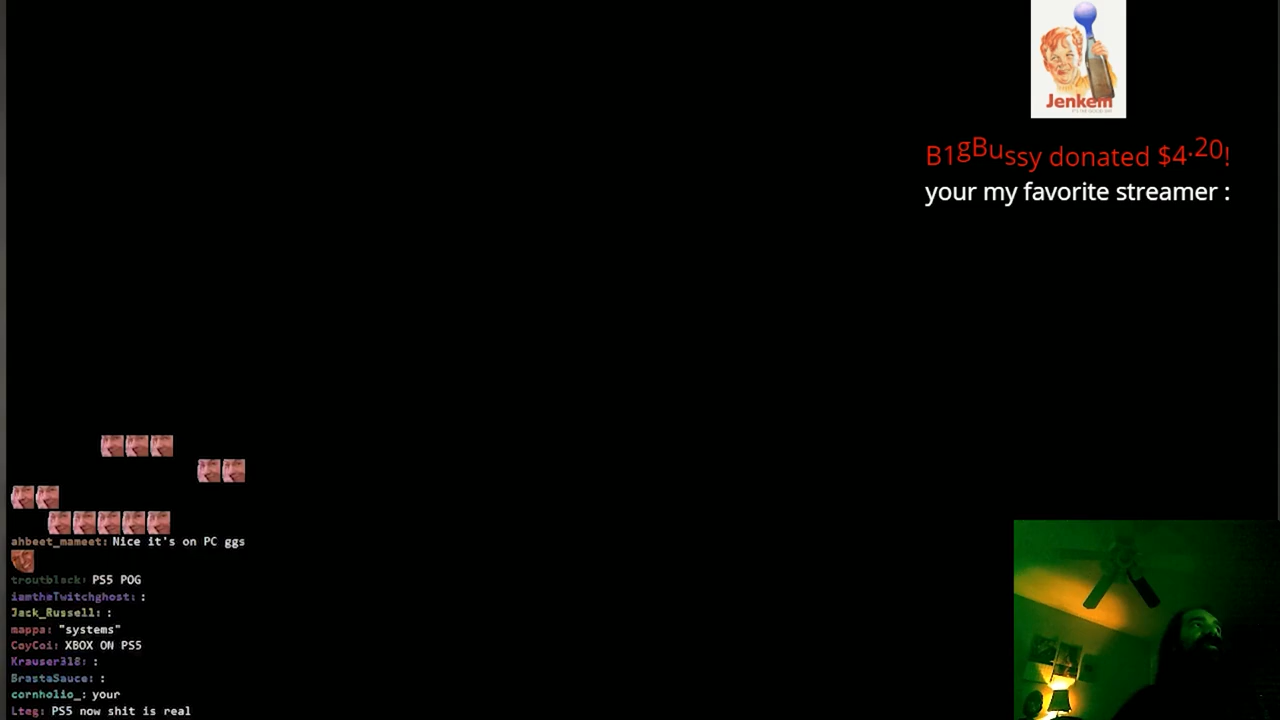 Jenkem
B1gBussy donated $4.20!
your my favorite streamer :
ahbeet_mameet: Nice it's on PC ggs
troutblack: PS5 POG
iamtheTwitchghost: :
Jack_Russell: :
mappa: "systems"
CoyCoi: XBOX ON PS5
Krauser318: :
BrastaSauce: :
cornholio_: your
Lteg: PS5 now shit is real